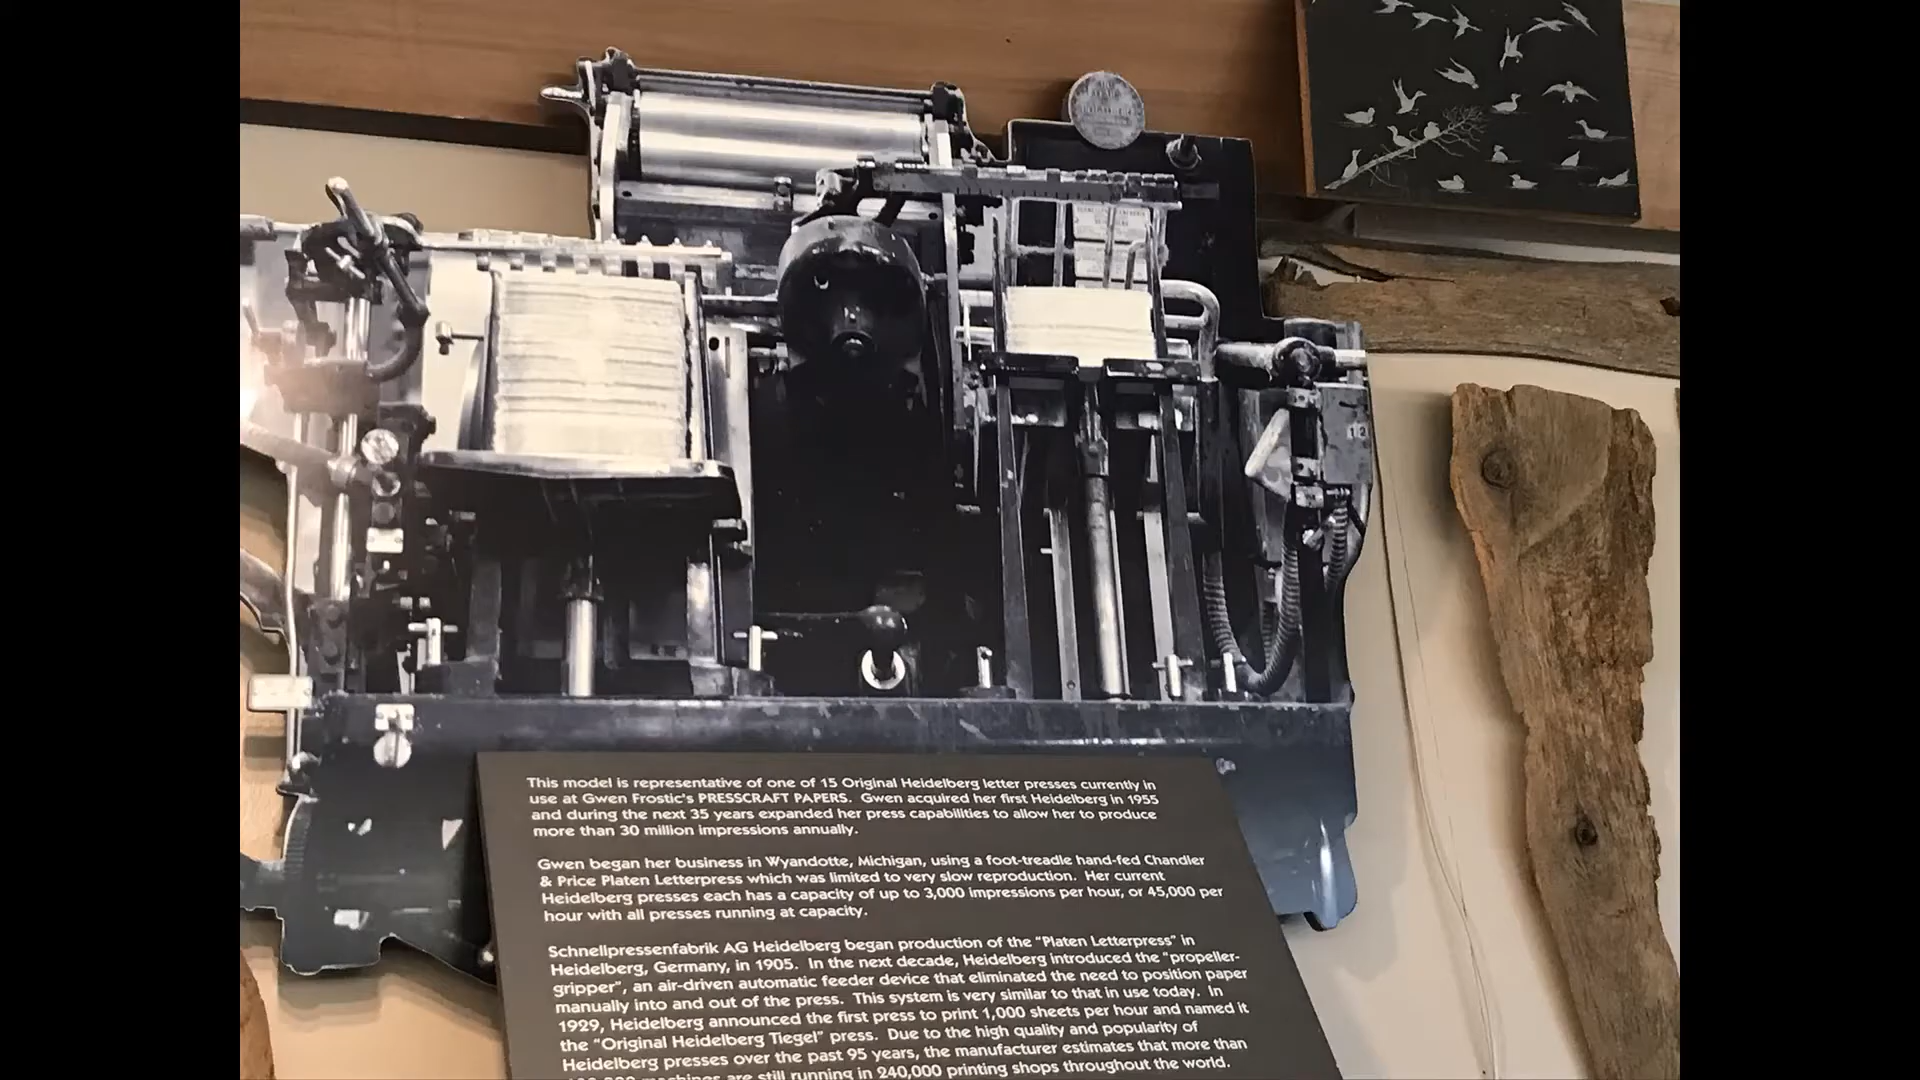 12
This model is representative of one of 15 Original Heidelberg letter presses currently in
use at Gwen Frostic's PRESSCRAFT PAPERS. Gwen acquired her first Heidelberg in 1955
and during the next 35 years expanded her press capabilities to allow her to produce
more than 30 million impressions annually.
Gwen began her business in Wyandotte, Michigan, using a foot-treadle hand-fed Chandler
& Price Platen Letterpress which was limited to very slow reproduction. Her current
Heidelberg presses each has a capacity of up to 3,000 impressions per hour, or 45,000 per
hour with all presses running at capacity.
Schnellpressenfabrik AG Heidelberg began production of the "Platen Letterpress" in
Heidelberg, Germany, in 1905. In the next decade, Heidelberg introduced the "propeller-
gripper", an air-driven automatic feeder device that eliminated the need to position paper
manually into and out of the press. This system is very similar to that in use today. In
1929, Heidelberg announced the first press to print 1,000 sheets per hour and named it
the "Original Heidelberg Tiegel" press. Due to the high quality and popularity of
Heidelberg presses over the past 95 years, the manufacturer estimates that more than
machines are still running in 240,000 printing shops throughout the world.